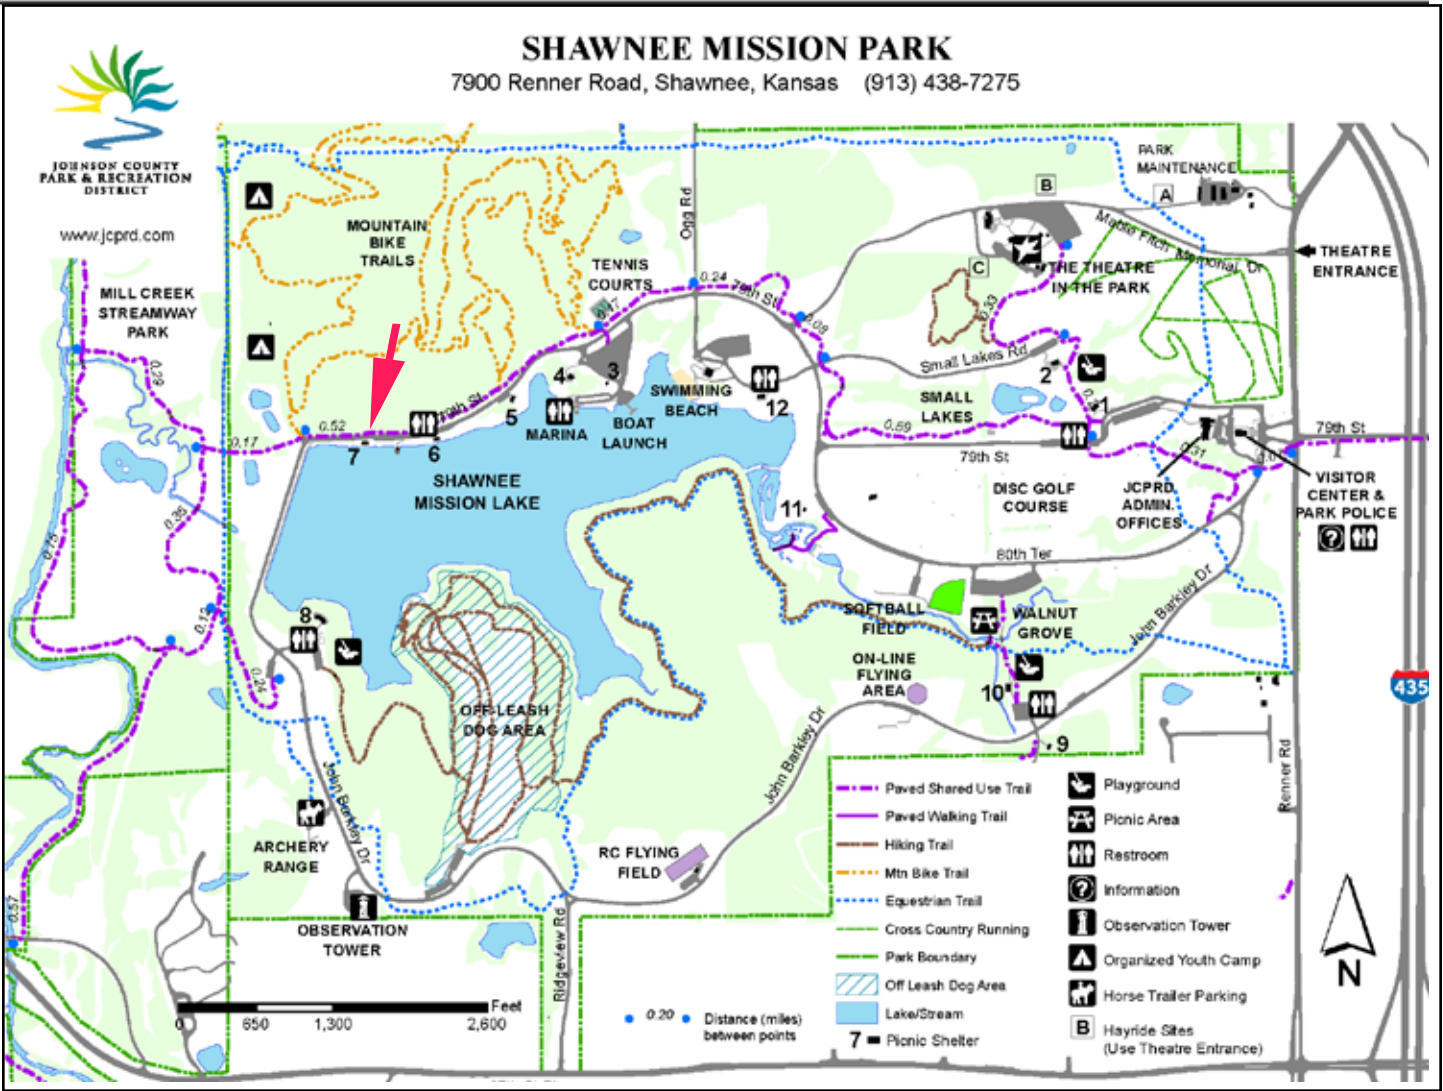 SHAWNEE MISSION PARK
7900 Renner Road, Shawnee, Kansas (913) 438-7275
JOHNSON COUNTY
PARK & RECREATION
DISTRICT
www.jcprd.com
MILL CREEK
STREAMWAY
PARK
MOUNTAIN
BIKE
TRAILS
TENNIS
COURTS
Ogg Rd
PARK
MAINTENANCE
A
B
C
Mabie Fitch Memorial Dr
THEATRE
ENTRANCE
THE THEATRE
IN THE PARK
0.24
79th St
0.17
0.08
0.33
Small Lakes Rd
2
1
SMALL
LAKES
0.59
79th St
0.31
79th St
0.29
0.17
0.52
79th St
7
6
5
4
3
MARINA
BOAT
LAUNCH
SWIMMING
BEACH
12
SHAWNEE
MISSION LAKE
11
DISC GOLF
COURSE
JCPRD
ADMIN.
OFFICES
VISITOR
CENTER &
PARK POLICE
?
80th Ter
0.35
0.75
0.13
0.24
8
SOFTBALL
FIELD
WALNUT
GROVE
John Barkley Dr
ON-LINE
FLYING
AREA
10
9
435
OFF-LEASH
DOG AREA
John Barkley Dr
John Barkley Dr
ARCHERY
RANGE
RC FLYING
FIELD
OBSERVATION
TOWER
Ridgeview Rd
Renner Rd
0.57
Paved Shared Use Trail
Paved Walking Trail
Hiking Trail
Mtn Bike Trail
Equestrian Trail
Cross Country Running
Park Boundary
Off Leash Dog Area
Lake/Stream
7 Picnic Shelter
Playground
Picnic Area
Restroom
? Information
Observation Tower
Organized Youth Camp
Horse Trailer Parking
B Hayride Sites
(Use Theatre Entrance)
N
Feet
0 650 1,300 2,600
0.20 Distance (miles)
between points